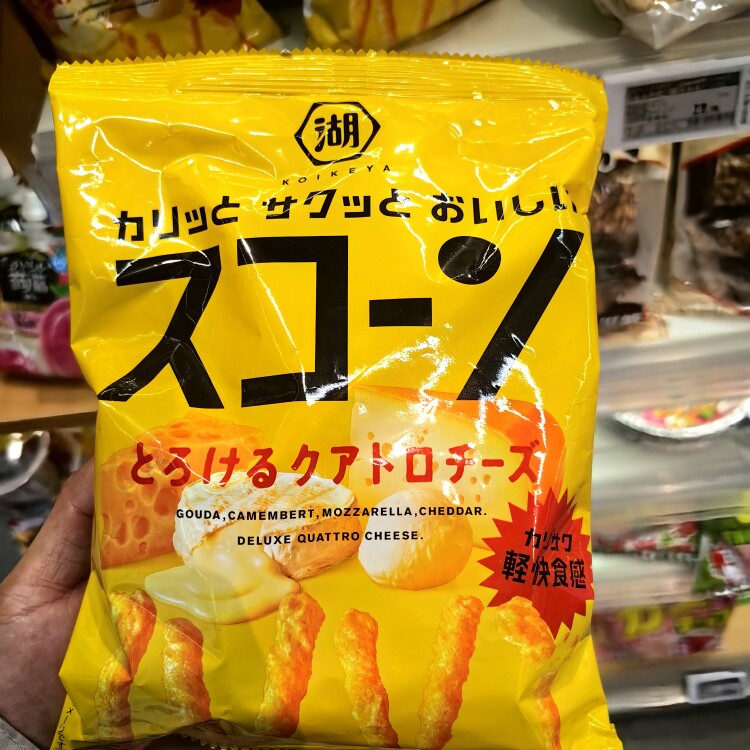 湖
KOIKEYA
カリッと サクッと おいしい
スコーン
とろけるクアトロチーズ
GOUDA,CAMEMBERT,MOZZARELLA,CHEDDAR.
DELUXE QUATTRO CHEESE.
カリサク
軽快食感